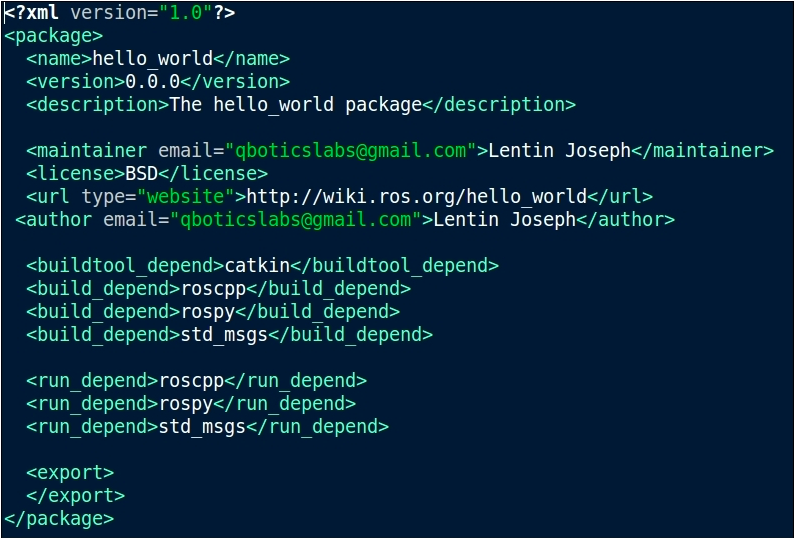 <?xml version="1.0"?>
<package>
  <name>hello_world</name>
  <version>0.0.0</version>
  <description>The hello_world package</description>

  <maintainer email="qboticslabs@gmail.com">Lentin Joseph</maintainer>
  <license>BSD</license>
  <url type="website">http://wiki.ros.org/hello_world</url>
 <author email="qboticslabs@gmail.com">Lentin Joseph</author>

  <buildtool_depend>catkin</buildtool_depend>
  <build_depend>roscpp</build_depend>
  <build_depend>rospy</build_depend>
  <build_depend>std_msgs</build_depend>

  <run_depend>roscpp</run_depend>
  <run_depend>rospy</run_depend>
  <run_depend>std_msgs</run_depend>

  <export>
  </export>
</package>